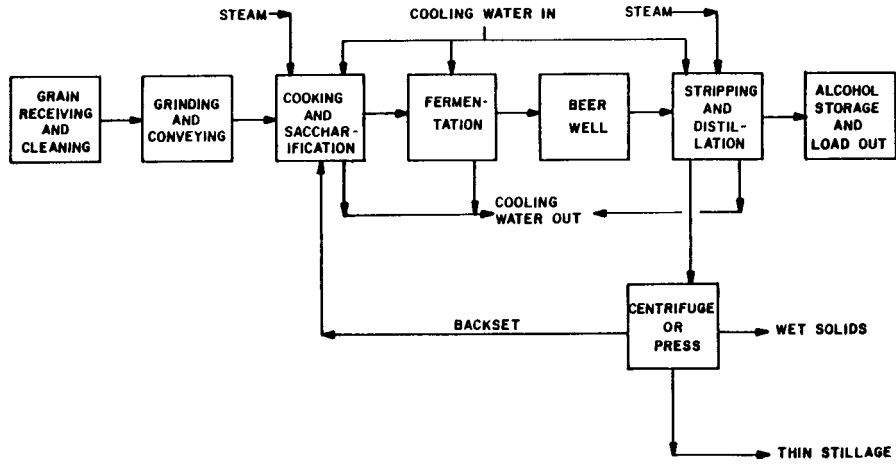 STEAM
COOLING WATER IN
STEAM
GRAIN
RECEIVING
AND
CLEANING
GRINDING
AND
CONVEYING
COOKING
AND
SACCHAR-
IFICATION
FERMEN-
TATION
BEER
WELL
STRIPPING
AND
DISTIL-
LATION
ALCOHOL
STORAGE
AND
LOAD OUT
COOLING
WATER OUT
CENTRIFUGE
OR
PRESS
BACKSET
WET SOLIDS
THIN STILLAGE